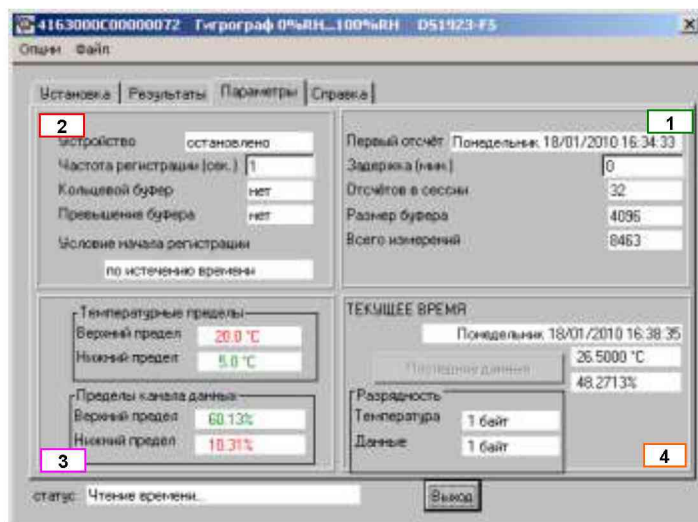 4163000C00000072 Гигрограф 0%RH...100%RH DS1923-F5
Опции Файл
Установка Результаты Параметры Справка
2
Устройство остановлено
Частота регистрации (сек.) 1
Кольцевой буфер нет
Превышение буфера нет
Условие начала регистрации
по истечению времени
1
Первый отсчёт Понедельник 18/01/2010 16:34:33
Задержка (мин.) 0
Отсчётов в сессии 32
Размер буфера 4096
Всего измерений 8463
Температурные пределы
Верхний предел 28.0 °C
Нижний предел 5.0 °C
Пределы канала данных
Верхний предел 60.13%
Нижний предел 18.31%
3
ТЕКУЩЕЕ ВРЕМЯ
Понедельник 18/01/2010 16:38:35
Последние данные
26.5000 °C
48.2713%
Разрядность
Температура 1 байт
Данные 1 байт
4
статус Чтение времени..
Выход